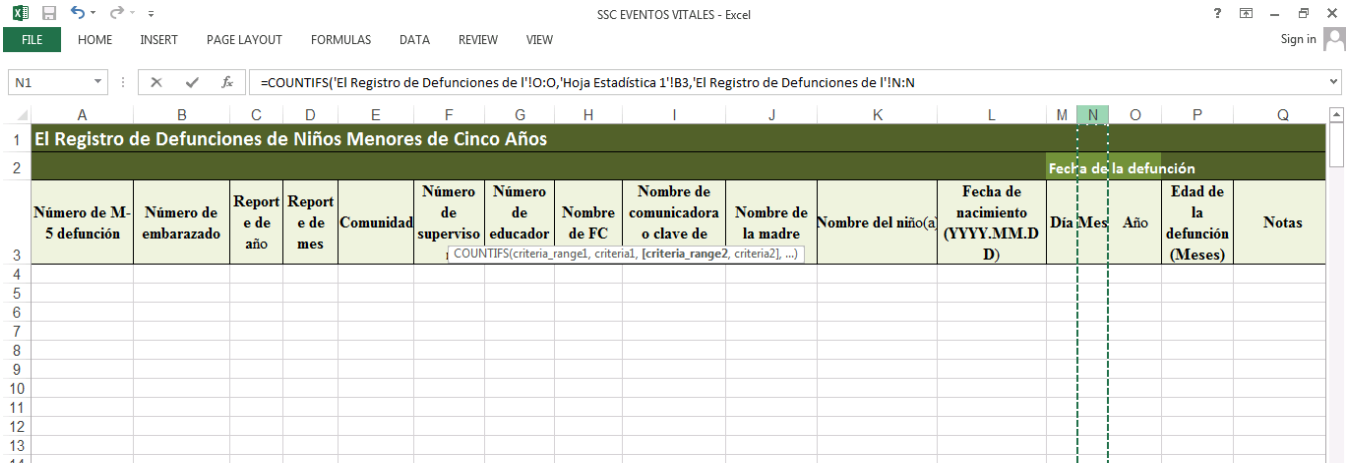 SSC EVENTOS VITALES - Excel
?
FILE HOME INSERT PAGE LAYOUT FORMULAS DATA REVIEW VIEW Sign in
N1 fx =COUNTIFS('El Registro de Defunciones de l'!O:O,'Hoja Estadística 1'!B3,'El Registro de Defunciones de l'!N:N
A B C D E F G H I J K L M N O P Q
1 El Registro de Defunciones de Niños Menores de Cinco Años
2 Fecha de la defunción
3
Número de M-
5 defunción
Número de
embarazado
Report
e de
año
Report
e de
mes
Comunidad
Número
de
superviso
Número
de
educador
Nombre
de FC
Nombre de
comunicadora
o clave de
Nombre de
la madre
Nombre del niño(a)
Fecha de
nacimiento
(YYYY.MM.D
D)
Día
Mes
Año
Edad de
la
defunción
(Meses)
Notas
COUNTIFS(criteria_range1, criteria1, [criteria_range2, criteria2], ...)
4
5
6
7
8
9
10
11
12
13